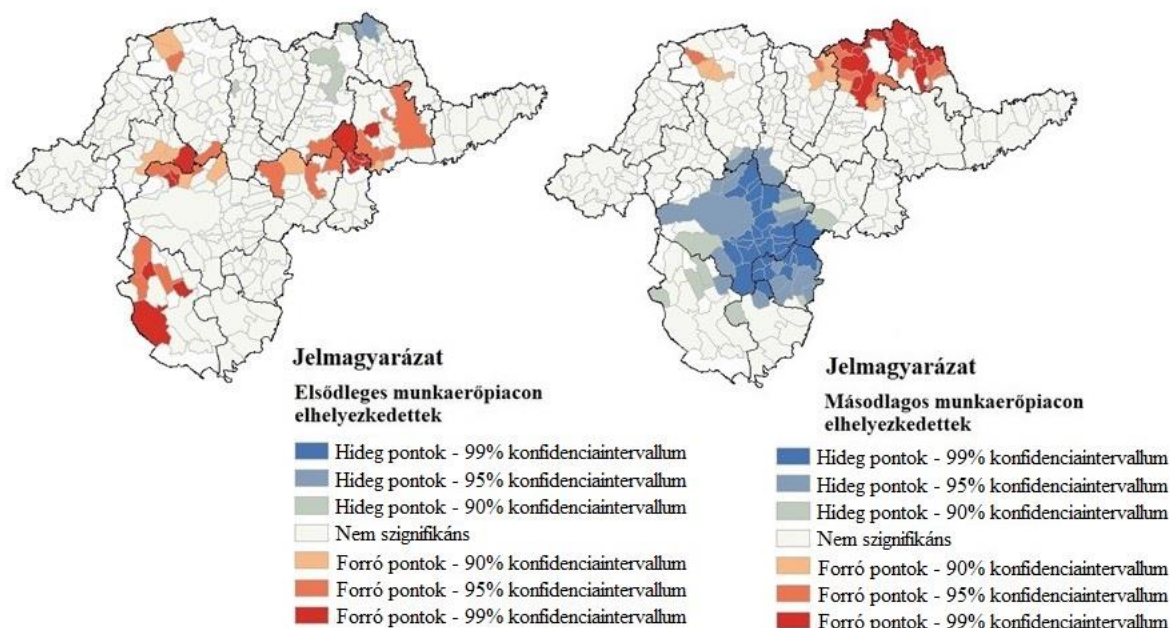 Jelmagyarázat
Elsődleges munkaerőpiacon
elhelyezkedettek
Hideg pontok - 99% konfidenciaintervallum
Hideg pontok - 95% konfidenciaintervallum
Hideg pontok - 90% konfidenciaintervallum
Nem szignifikáns
Forró pontok - 90% konfidenciaintervallum
Forró pontok - 95% konfidenciaintervallum
Forró pontok - 99% konfidenciaintervallum
Jelmagyarázat
Másodlagos munkaerőpiacon
elhelyezkedettek
Hideg pontok - 99% konfidenciaintervallum
Hideg pontok - 95% konfidenciaintervallum
Hideg pontok - 90% konfidenciaintervallum
Nem szignifikáns
Forró pontok - 90% konfidenciaintervallum
Forró pontok - 95% konfidenciaintervallum
Forró pontok - 99% konfidenciaintervallum